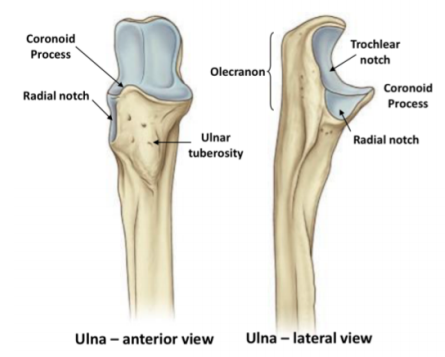 Coronoid
Process
Radial notch
Ulnar
tuberosity
Ulna – anterior view
Olecranon
Trochlear
notch
Coronoid
Process
Radial notch
Ulna – lateral view